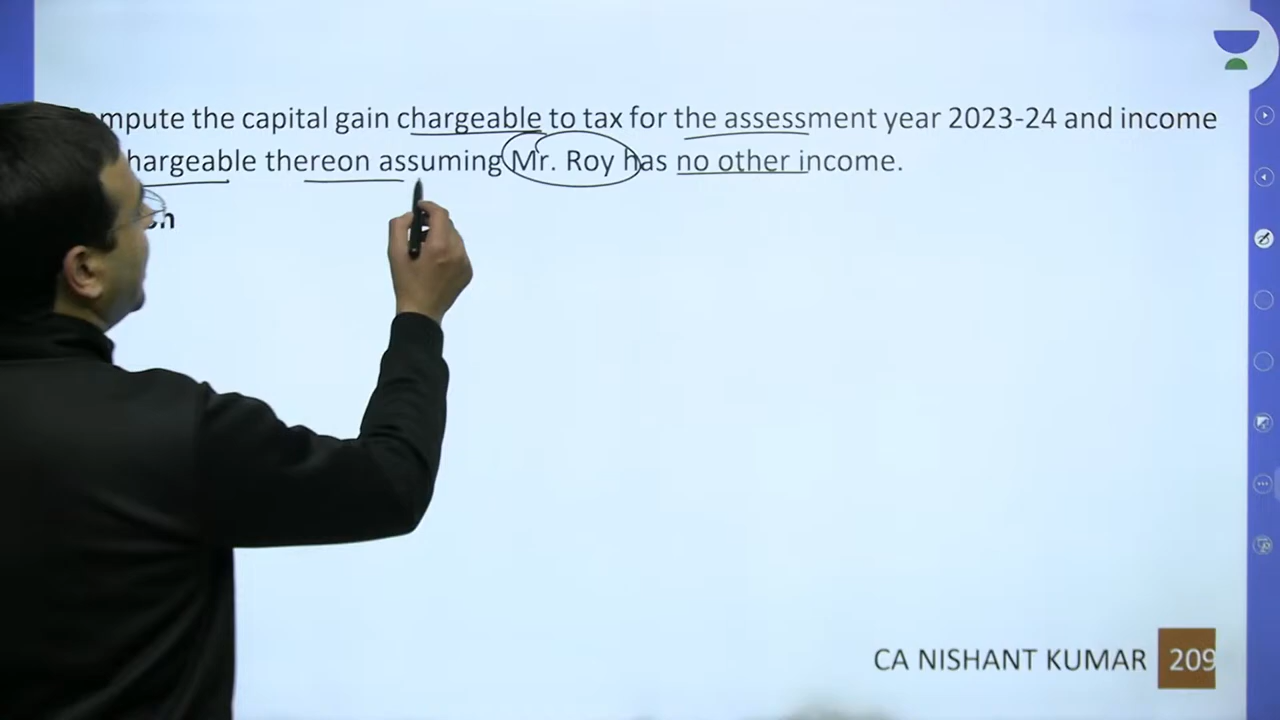 mpute the capital gain chargeable to tax for the assessment year 2023-24 and income
hargeable thereon assuming Mr. Roy has no other income.
CA NISHANT KUMAR 209